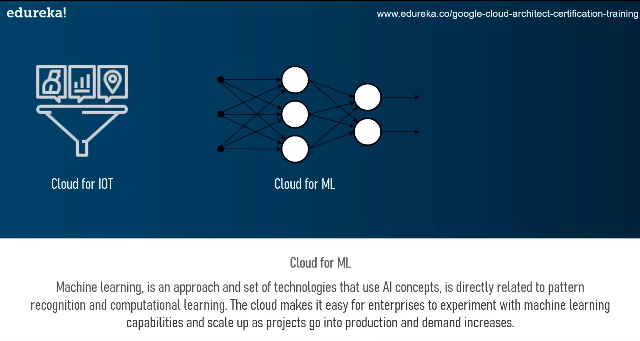 edureka!
www.edureka.co/google-cloud-architect-certification-training
Cloud for IOT
Cloud for ML
Cloud for ML
Machine learning, is an approach and set of technologies that use AI concepts, is directly related to pattern
recognition and computational learning. The cloud makes it easy for enterprises to experiment with machine learning
capabilities and scale up as projects go into production and demand increases.